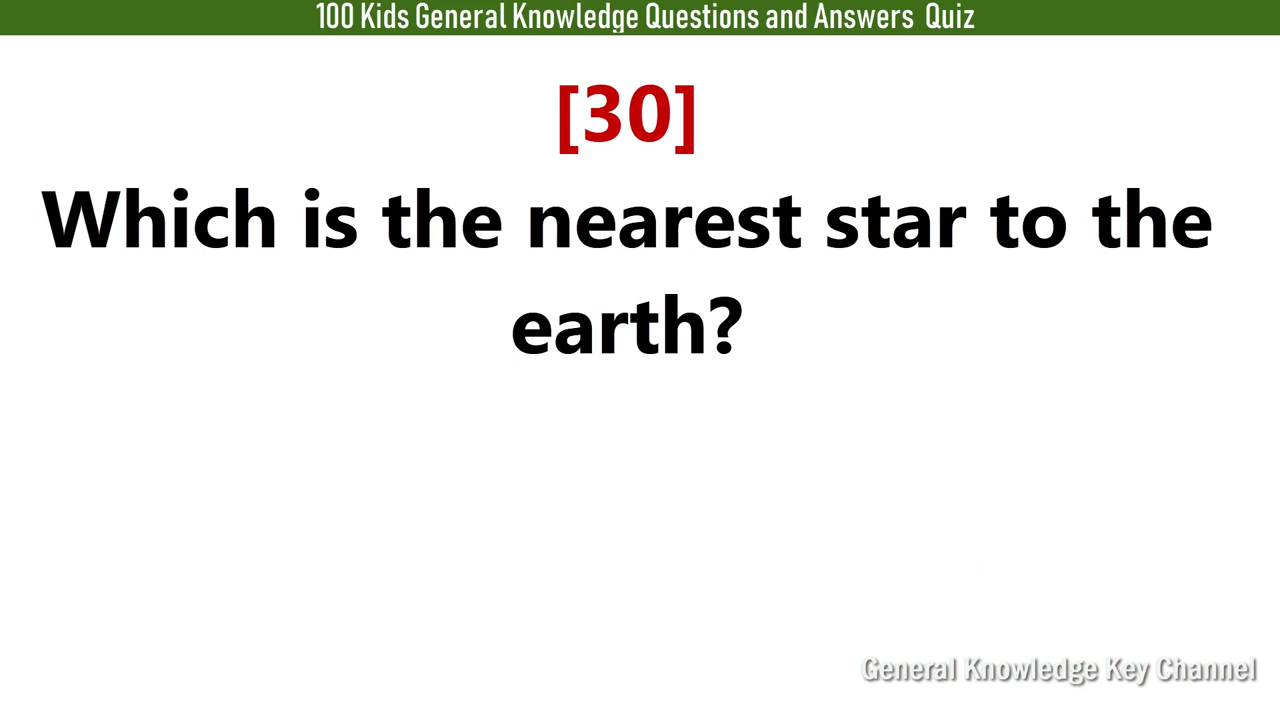 100 Kids General Knowledge Questions and Answers Quiz
[30]
Which is the nearest star to the
earth?
General Knowledge Key Channel